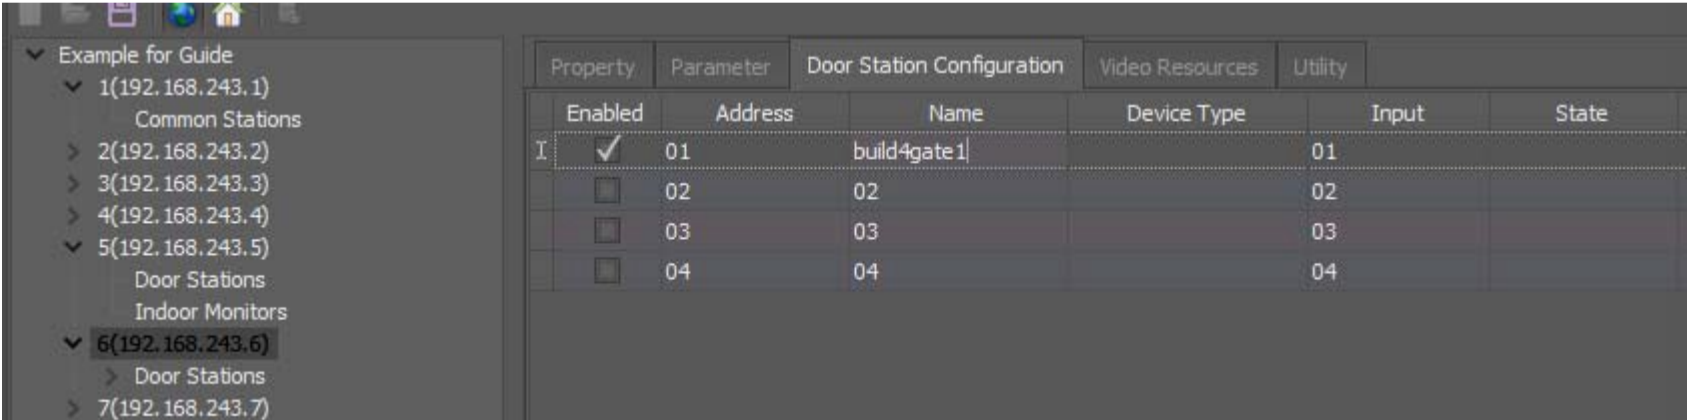 Example for Guide
1(192.168.243.1)
Common Stations
2(192.168.243.2)
3(192.168.243.3)
4(192.168.243.4)
5(192.168.243.5)
Door Stations
Indoor Monitors
6(192.168.243.6)
Door Stations
7(192.168.243.7)
Property Parameter Door Station Configuration Video Resources Utility
Enabled Address Name Device Type Input State
01 build4gate1 01
02 02 02
03 03 03
04 04 04